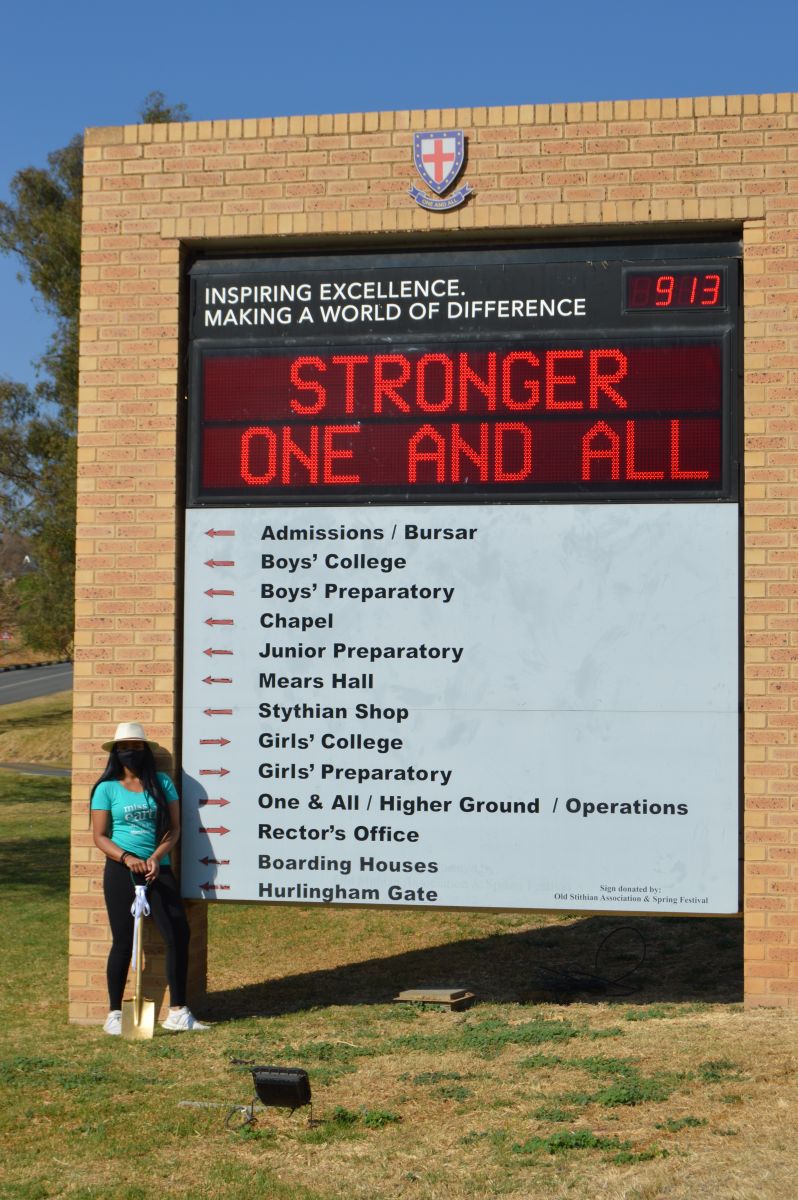 ONE AND ALL
INSPIRING EXCELLENCE.
MAKING A WORLD OF DIFFERENCE
913
STRONGER
ONE AND ALL
Admissions / Bursar
Boys' College
Boys' Preparatory
Chapel
Junior Preparatory
Mears Hall
Stythian Shop
Girls' College
Girls' Preparatory
One & All / Higher Ground / Operations
Rector's Office
Boarding Houses
Hurlingham Gate
Sign donated by:
Old Stithian Association & Spring Festival
miss
earth